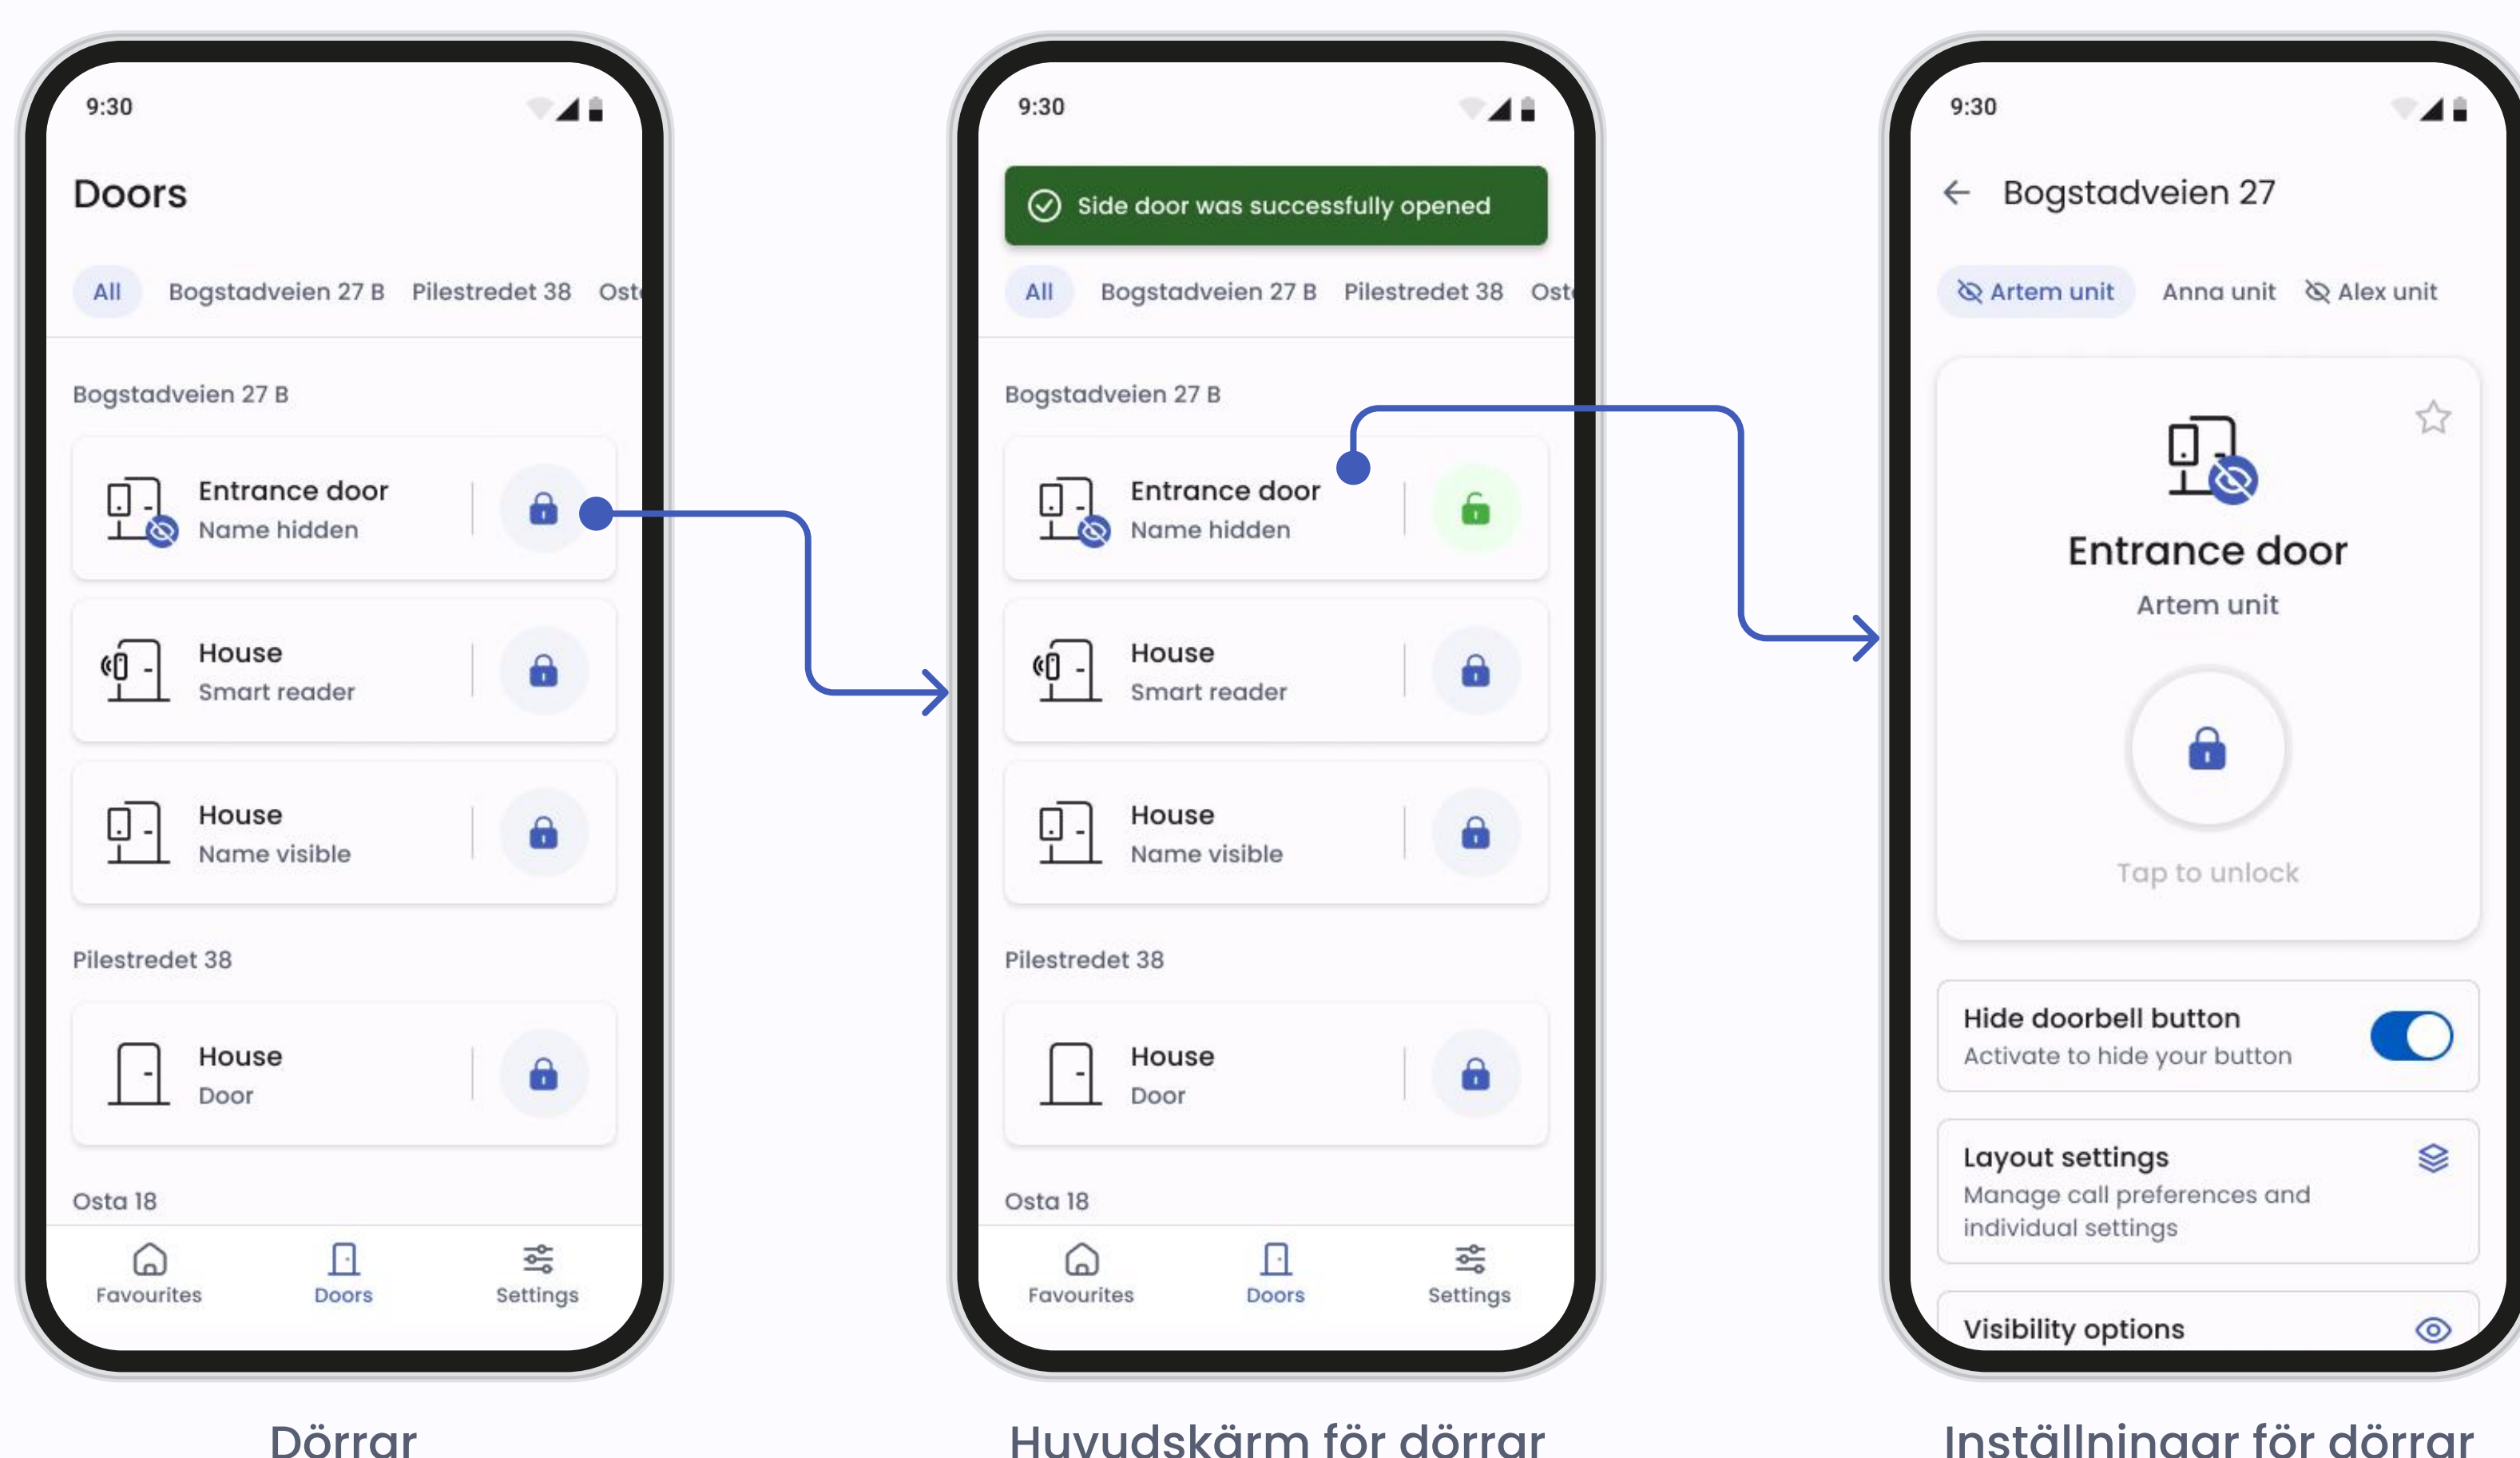 9:30
Doors
All Bogstadveien 27 B Pilestredet 38
Bogstadveien 27 B
Entrance door
Name hidden
House
Smart reader
House
Name visible
Pilestredet 38
House
Door
Osta 18
Favourites Doors Settings
Dörrar
9:30
Side door was successfully opened
All Bogstadveien 27 B Pilestredet 38
Bogstadveien 27 B
Entrance door
Name hidden
House
Smart reader
House
Name visible
Pilestredet 38
House
Door
Osta 18
Favourites Doors Settings
Huvudskärm för dörrar
9:30
Bogstadveien 27
Artem unit Anna unit Alex unit
Entrance door
Artem unit
Tap to unlock
Hide doorbell button
Activate to hide your button
Layout settings
Manage call preferences and
individual settings
Visibility options
Inställningar för dörrar